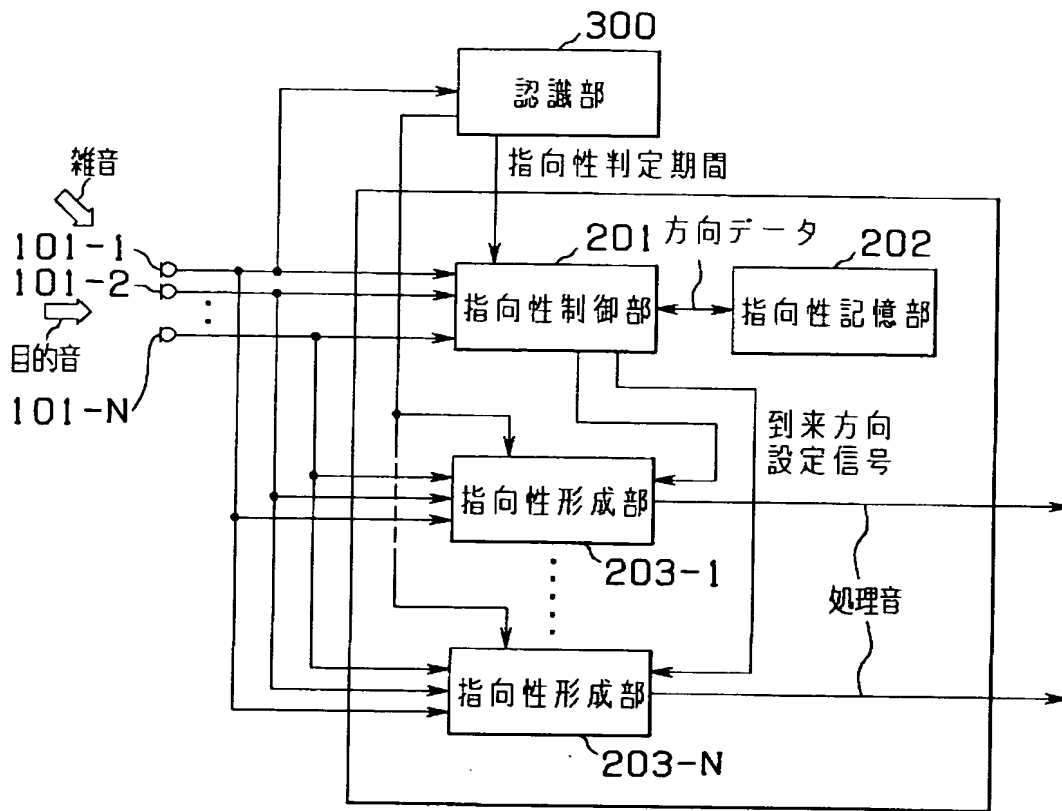 300
認識部
雑音
指向性判定期間
101-1
201
方向データ
202
101-2
指向性制御部
指向性記憶部
目的音
101-N
到来方向
設定信号
指向性形成部
203-1
処理音
指向性形成部
203-N